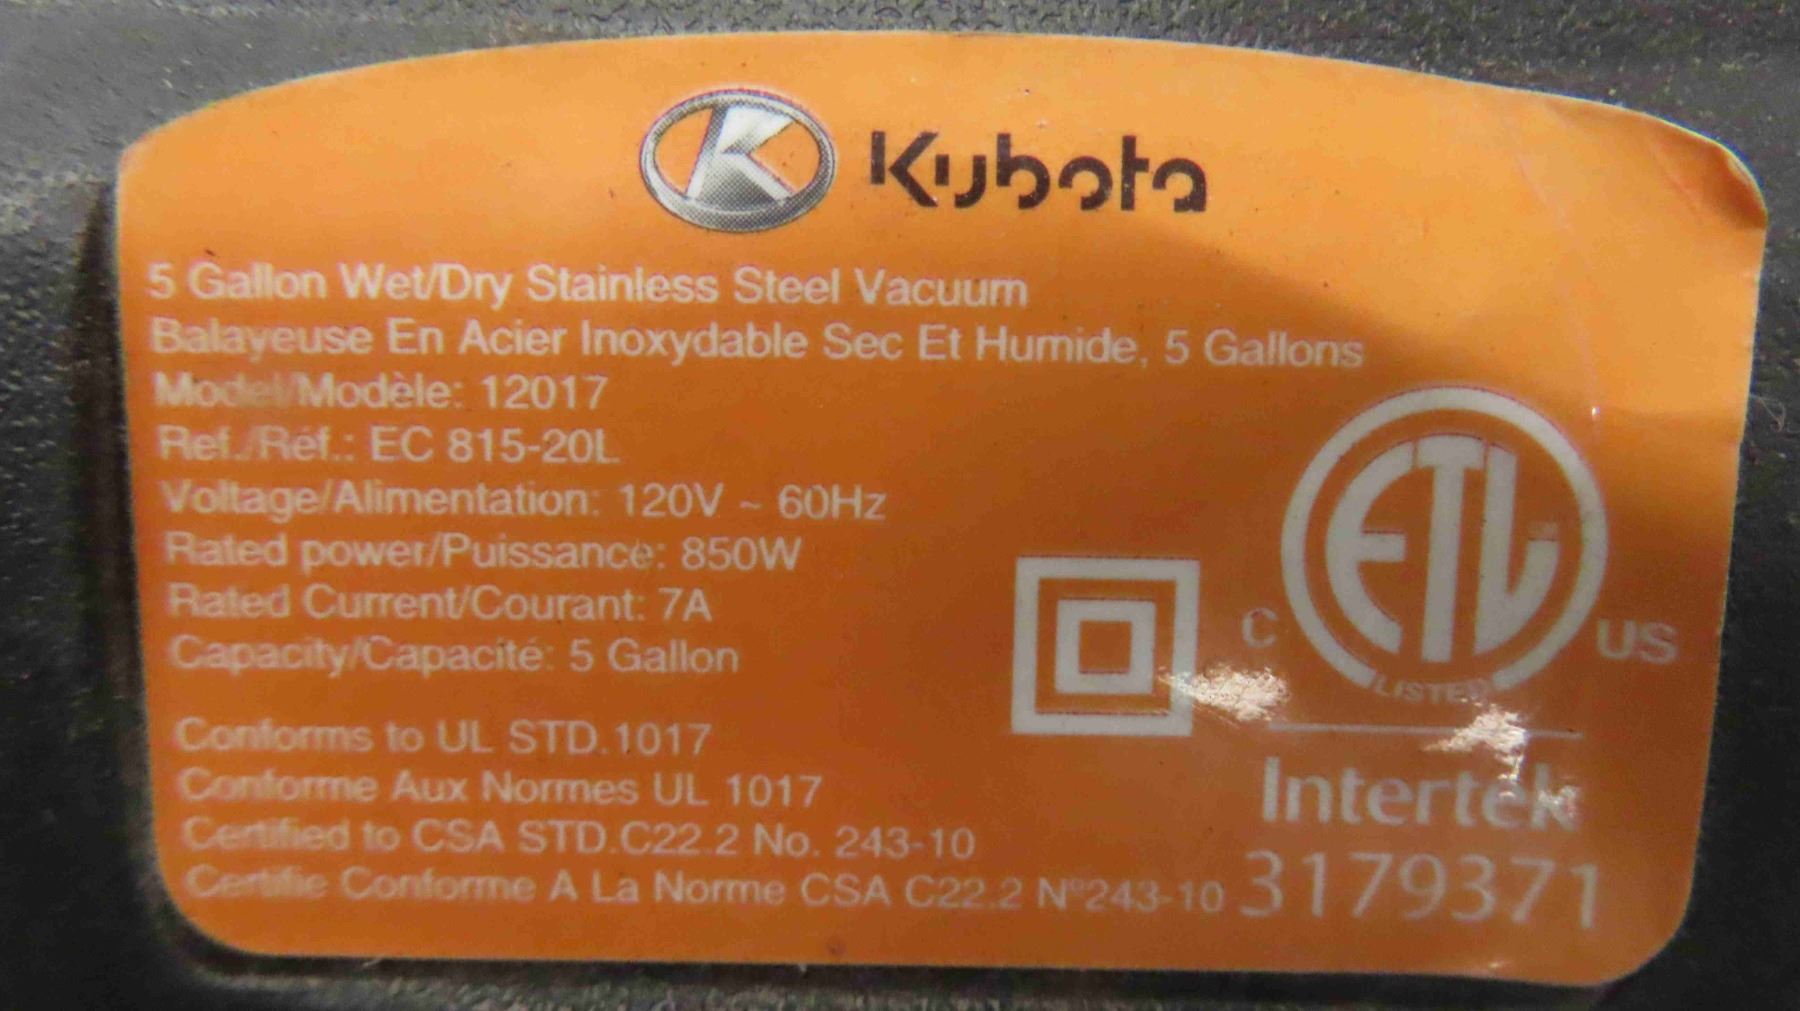 K Kubota
5 Gallon Wet/Dry Stainless Steel Vacuum
Balayeuse En Acier Inoxydable Sec Et Humide, 5 Gallons
Model/Modèle: 12017
Ref./Réf.: EC 815-20L
Voltage/Alimentation: 120V ~ 60Hz
Rated power/Puissance: 850W
Rated Current/Courant: 7A
Capacity/Capacité: 5 Gallon
Conforms to UL STD.1017
Conforme Aux Normes UL 1017
Certified to CSA STD.C22.2 No. 243-10
Certifie Conforme A La Norme CSA C22.2 Nº243-10
C ETL US
LISTED
Intertek
3179371